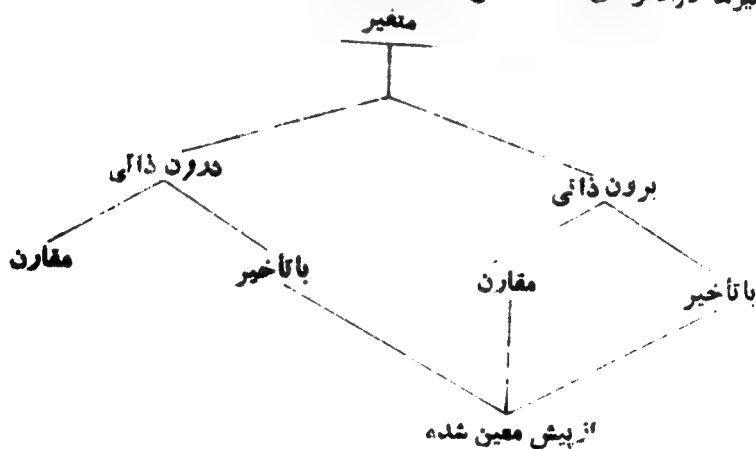 متغیر
برون ذاتی
درون ذاتی
باتأخیر
مقارن
باتأخیر
مقارن
از پیش معین شده